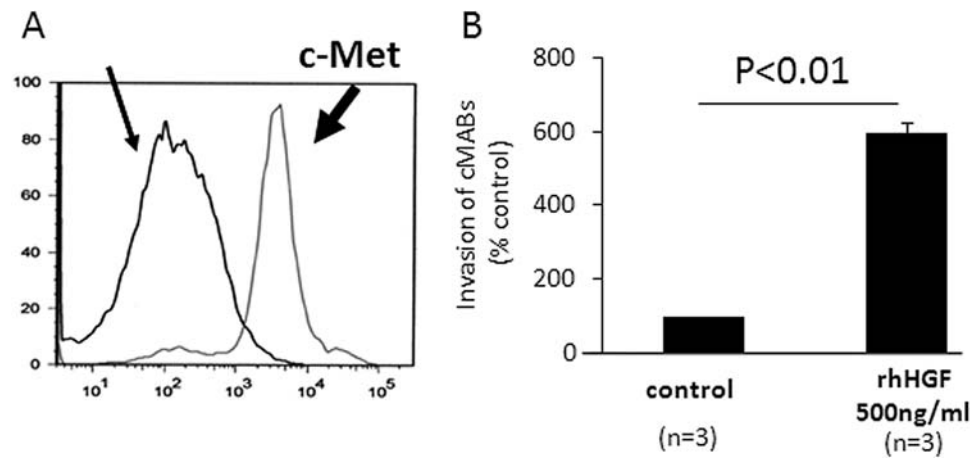 A
c-Met
100
80
60
40
20
0
10¹ 10² 10³ 10⁴ 10⁵
B
Invasion of cMABs
(% control)
800
600
400
200
0
P<0.01
control
(n=3)
rhHGF
500ng/ml
(n=3)